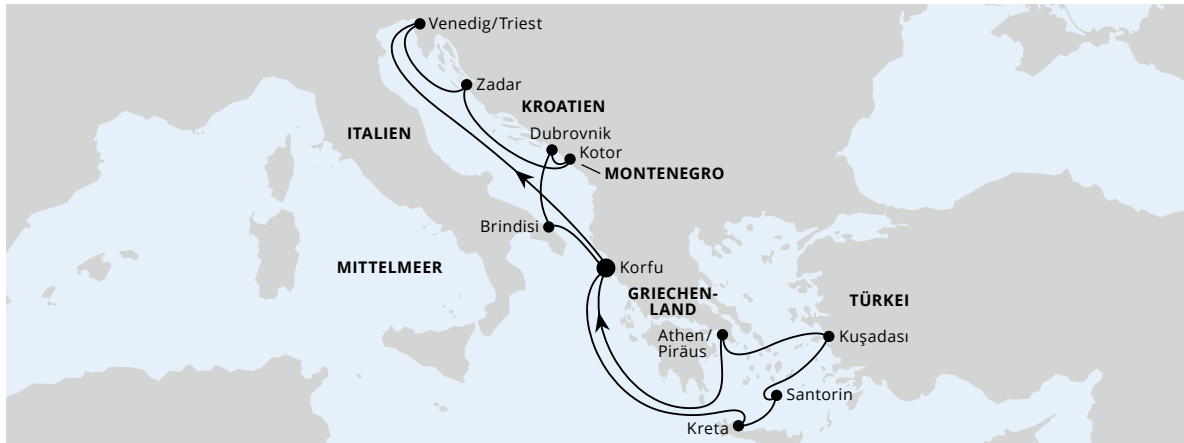 Venedig/Triest
Zadar
KROATIEN
ITALIEN
Dubrovnik
Kotor
MONTENEGRO
Brindisi
MITTELMEER
Korfu
GRIECHEN-
LAND
TÜRKEI
Athen/
Piräus
Kuşadası
Santorin
Kreta